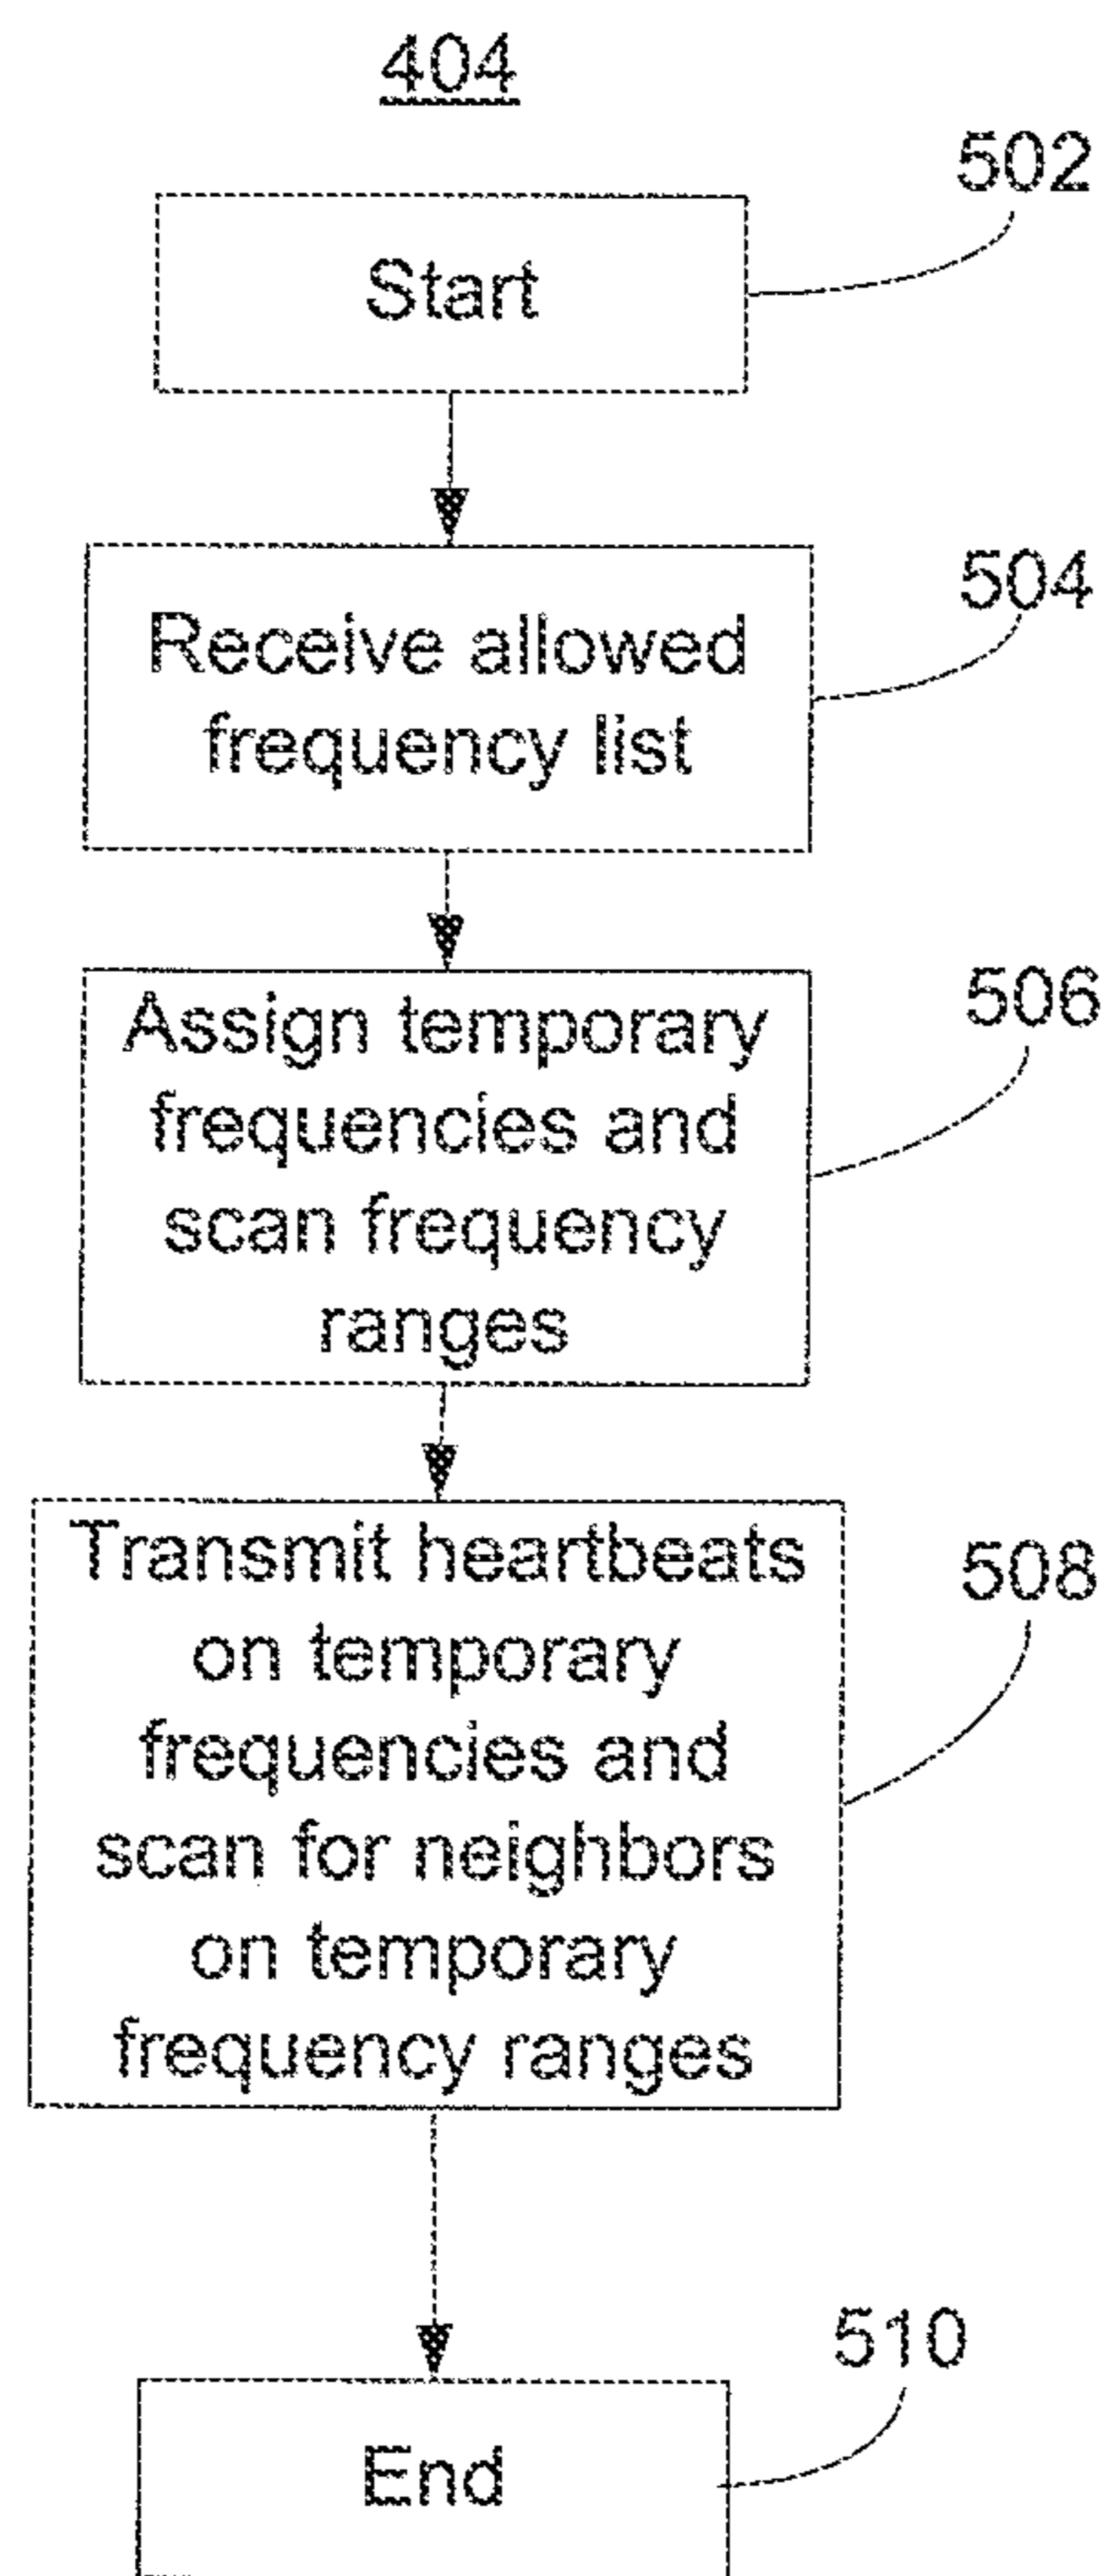 404
502
Start
504
Receive allowed
frequency list
506
Assign temporary
frequencies and
scan frequency
ranges
508
Transmit heartbeats
on temporary
frequencies and
scan for neighbors
on temporary
frequency ranges
510
End